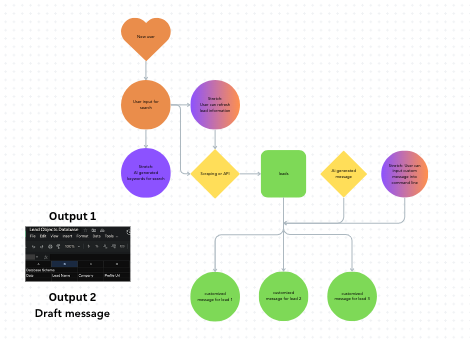 New user
User input for
search
Stretch:
User can refresh
lead information
Stretch:
AI generated
keywords for search
Scraping or API
leads
AI generated
message
Stretch: User can
input custom
message into
command line
Output 1
Lead Objects Database
File Edit View Insert Format Data Tools
100%
A B C D
Database Schema
Date Lead Name Company Profile Url
Output 2
Draft message
customized
message for lead 1
customized
message for lead 2
customized
message for lead 3